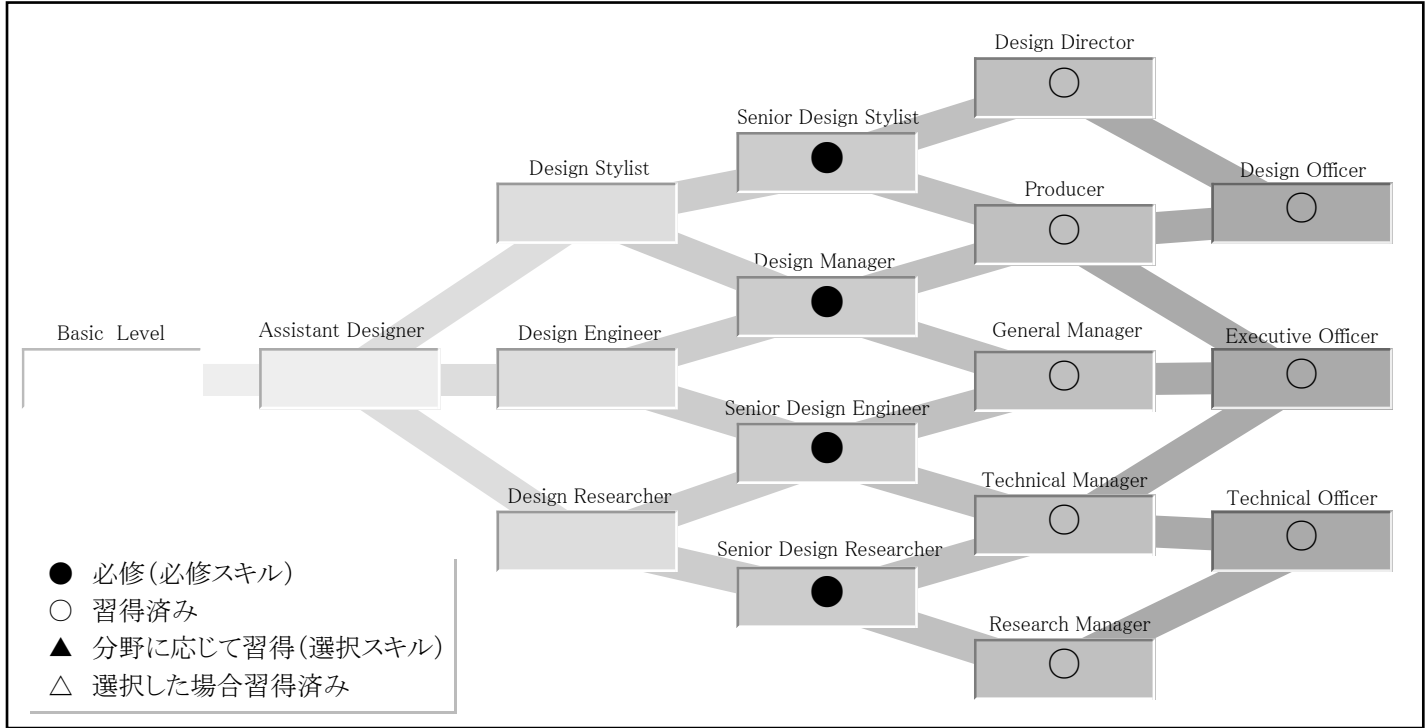 Design Director
○
Senior Design Stylist
●
Design Stylist
Design Officer
○
Producer
○
Design Manager
●
Basic Level
Assistant Designer
Design Engineer
General Manager
○
Executive Officer
○
Senior Design Engineer
●
Design Researcher
Technical Manager
○
Technical Officer
○
Senior Design Researcher
●
Research Manager
○
● 必修(必修スキル)
○ 習得済み
▲ 分野に応じて習得(選択スキル)
△ 選択した場合習得済み